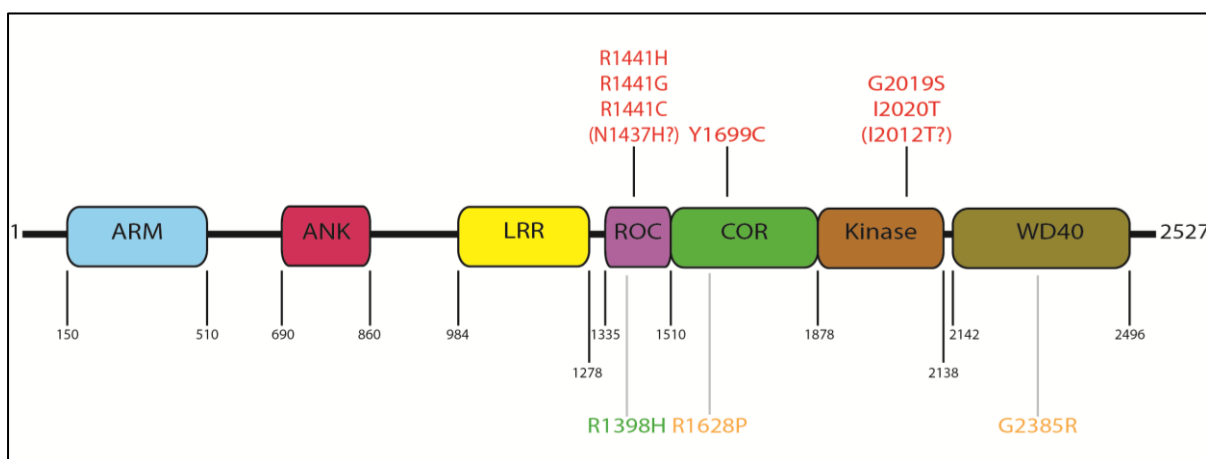 R1441H
R1441G
R1441C
(N1437H?)
Y1699C
G2019S
I2020T
(I2012T?)
1
ARM
ANK
LRR
ROC
COR
Kinase
WD40
2527
150
510
690
860
984
1278
1335
1510
1878
2138
2142
2496
R1398H
R1628P
G2385R